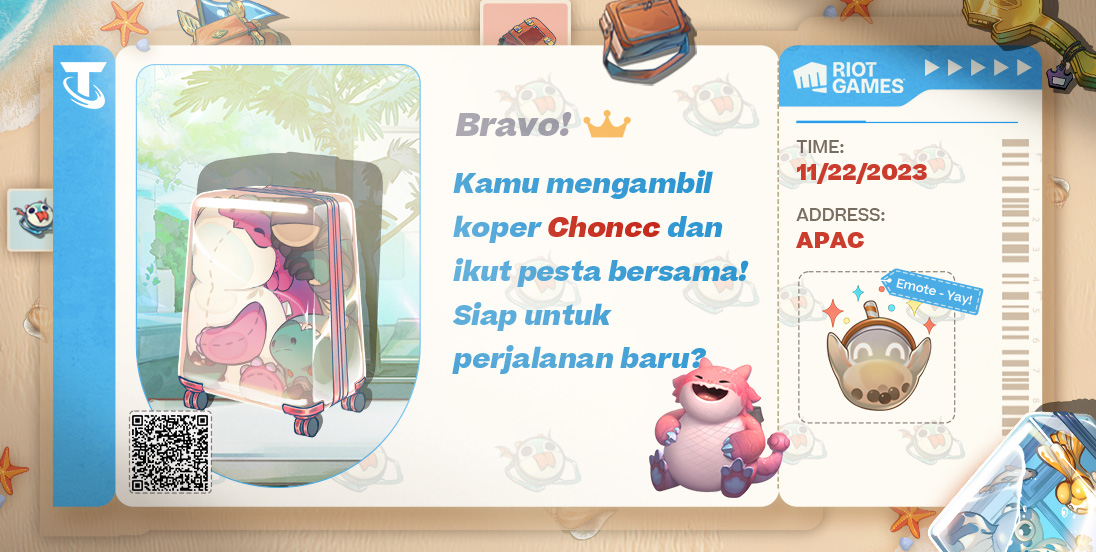 Bravo!
Kamu mengambil
koper Choncc dan
ikut pesta bersama!
Siap untuk
perjalanan baru?
RIOT
GAMES
TIME:
11/22/2023
ADDRESS:
APAC
Emote - Yay!